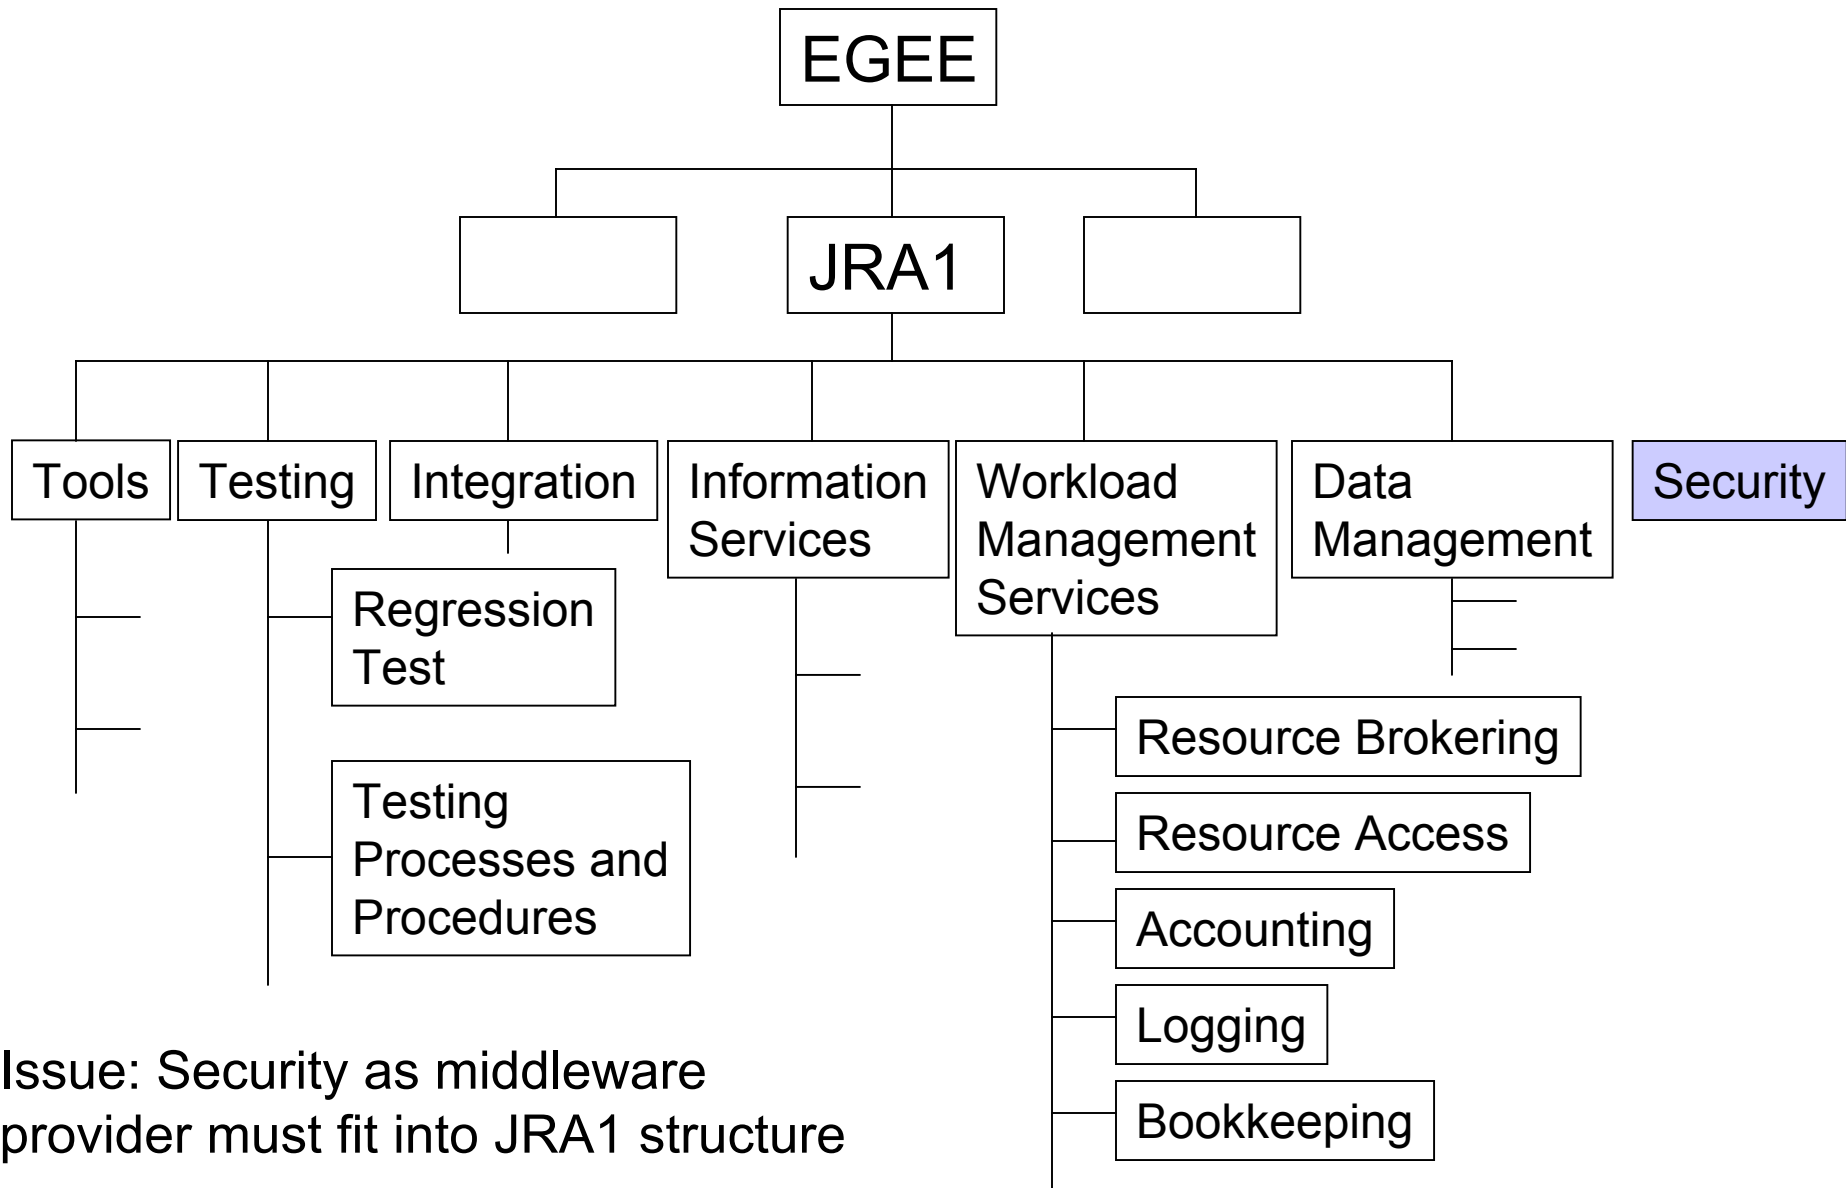 EGEE
JRA1
Tools
Testing
Integration
Information
Services
Workload
Management
Services
Data
Management
Security
Regression
Test
Testing
Processes and
Procedures
Resource Brokering
Resource Access
Accounting
Logging
Bookkeeping
Issue: Security as middleware
provider must fit into JRA1 structure